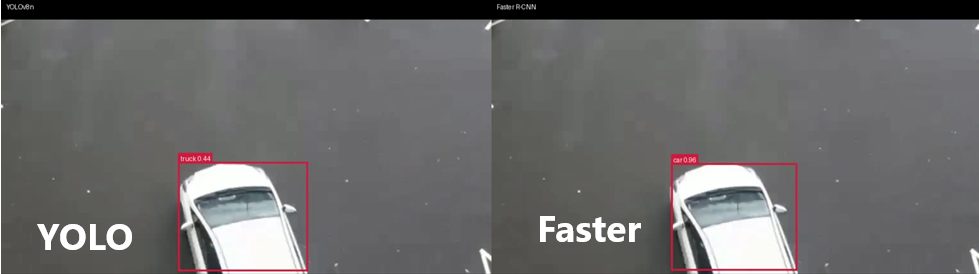 YOLOv8n
Faster R-CNN
truck 0.44
car 0.96
YOLO
Faster